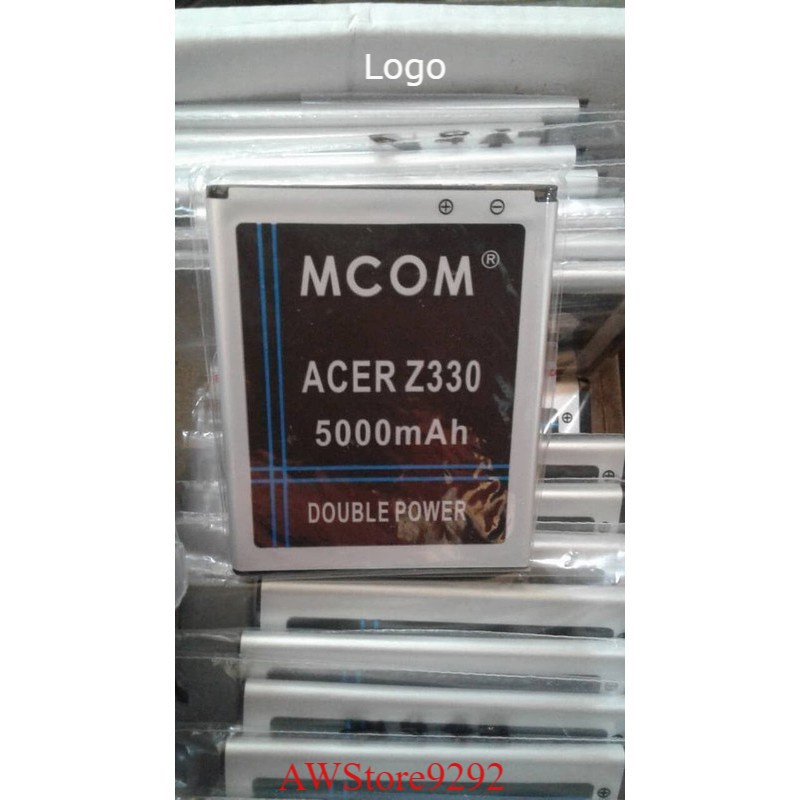 Logo
⊕ ⊖
MCOM®
ACER Z330
5000mAh
DOUBLE POWER
AWStore9292